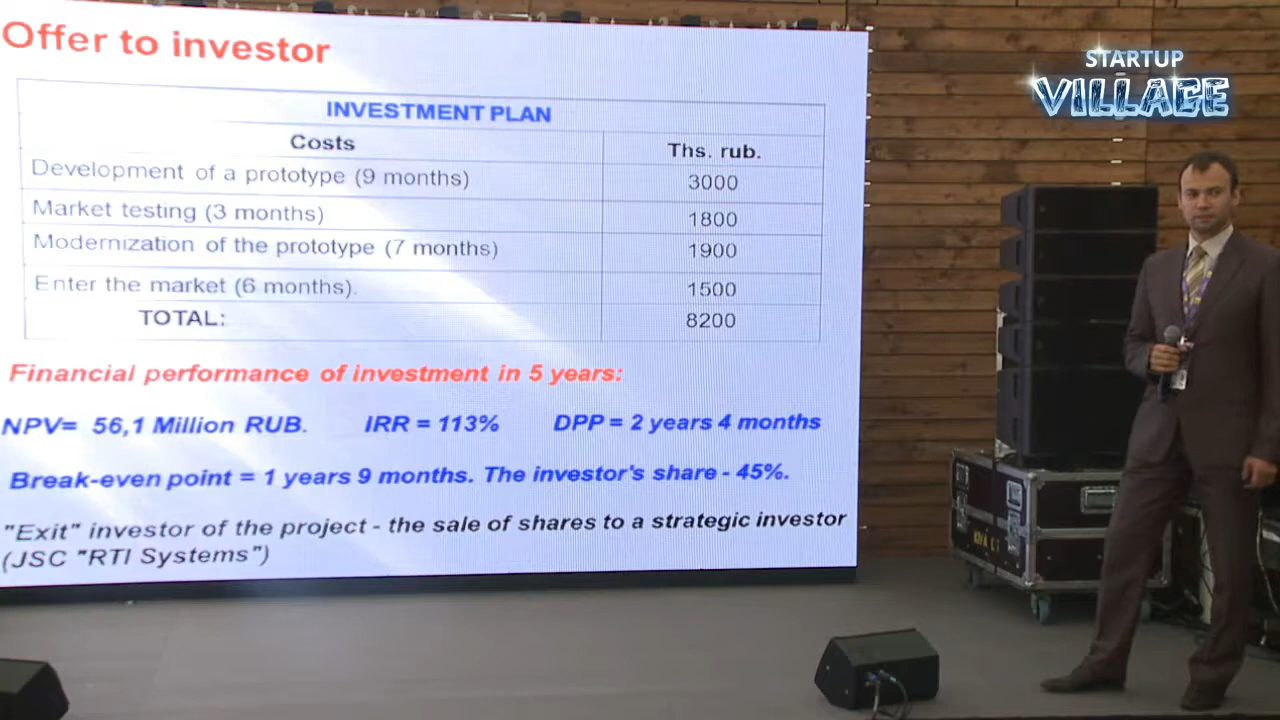 Offer to investor
STARTUP
VILLAGE
INVESTMENT PLAN
Costs Ths. rub.
Development of a prototype (9 months) 3000
Market testing (3 months) 1800
Modernization of the prototype (7 months) 1900
Enter the market (6 months). 1500
TOTAL: 8200
Financial performance of investment in 5 years:
NPV= 56,1 Million RUB. IRR = 113% DPP = 2 years 4 months
Break-even point = 1 years 9 months. The investor's share - 45%.
"Exit" investor of the project - the sale of shares to a strategic investor
(JSC "RTI Systems")